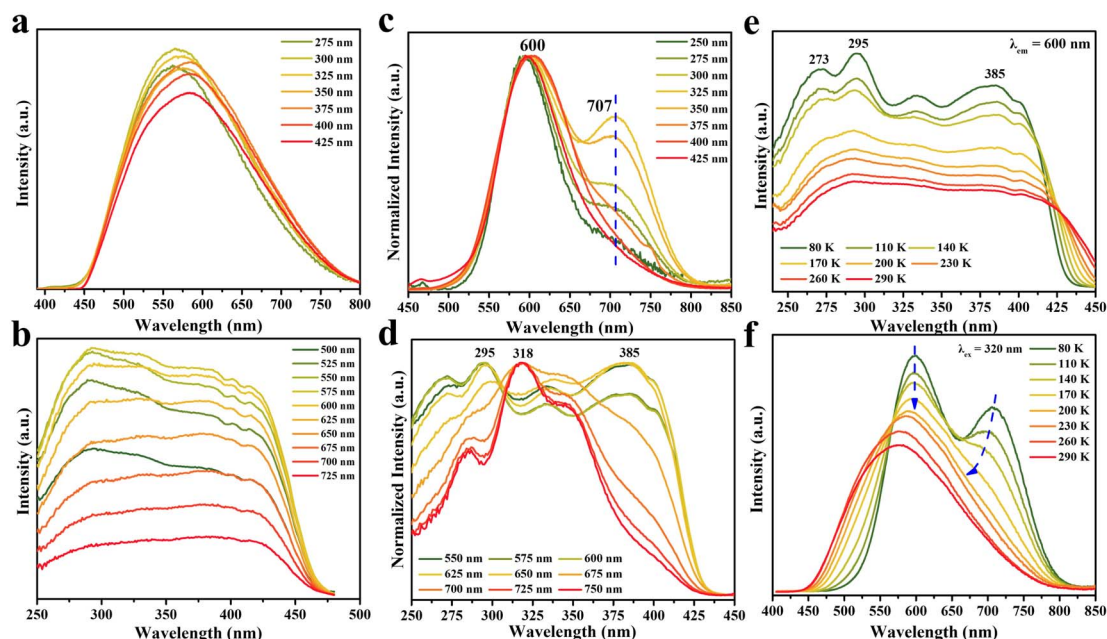 a
275 nm
300 nm
325 nm
350 nm
375 nm
400 nm
425 nm
Intensity (a.u.)
400 450 500 550 600 650 700 750 800
Wavelength (nm)
b
500 nm
525 nm
550 nm
575 nm
600 nm
625 nm
650 nm
675 nm
700 nm
725 nm
Intensity (a.u.)
250 300 350 400 450 500
Wavelength (nm)
c
600
707
250 nm
275 nm
300 nm
325 nm
350 nm
375 nm
400 nm
425 nm
Normalized Intensity (a.u.)
450 500 550 600 650 700 750 800 850
Wavelength (nm)
d
295 318 385
550 nm 575 nm 600 nm
625 nm 650 nm 675 nm
700 nm 725 nm 750 nm
Normalized Intensity (a.u.)
250 275 300 325 350 375 400 425 450
Wavelength (nm)
e
λem = 600 nm
273 295 385
80 K 110 K 140 K
170 K 200 K 230 K
260 K 290 K
Intensity (a.u.)
250 275 300 325 350 375 400 425 450
Wavelength (nm)
f
λex = 320 nm
80 K
110 K
140 K
170 K
200 K
230 K
260 K
290 K
Intensity (a.u.)
400 450 500 550 600 650 700 750 800 850
Wavelength (nm)